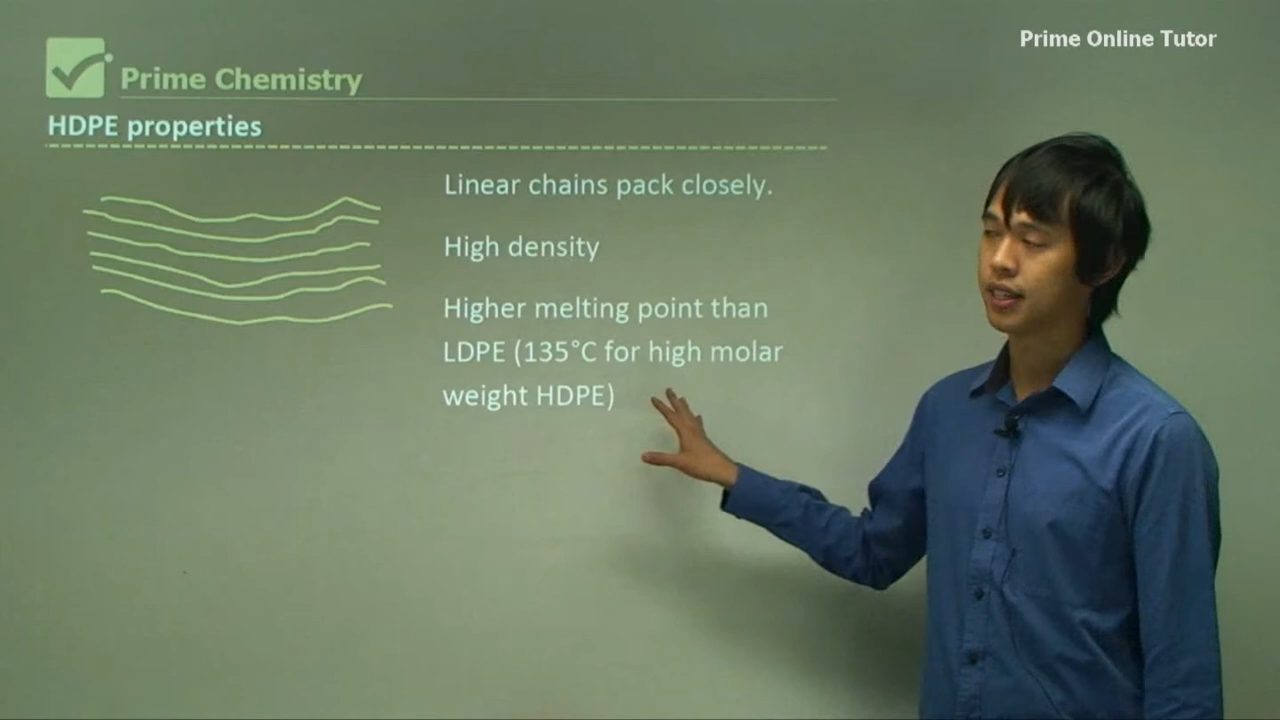 Prime Online Tutor
Prime Chemistry
HDPE properties
Linear chains pack closely.
High density
Higher melting point than
LDPE (135°C for high molar
weight HDPE)